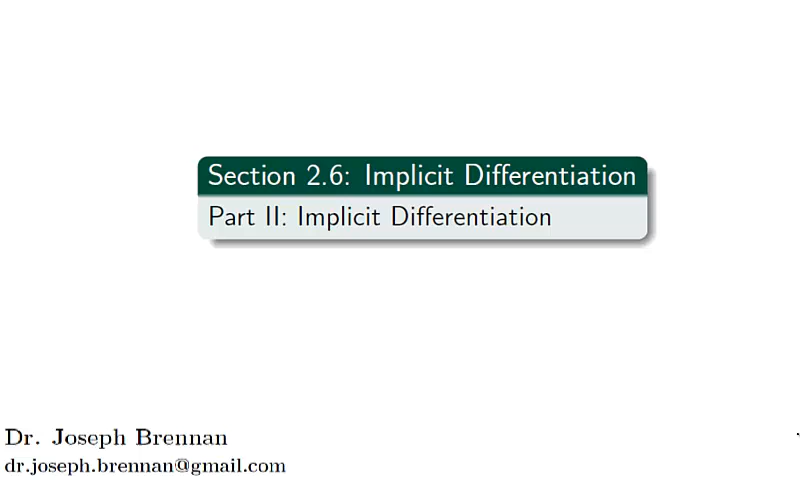 Section 2.6: Implicit Differentiation
Part II: Implicit Differentiation
Dr. Joseph Brennan
dr.joseph.brennan@gmail.com